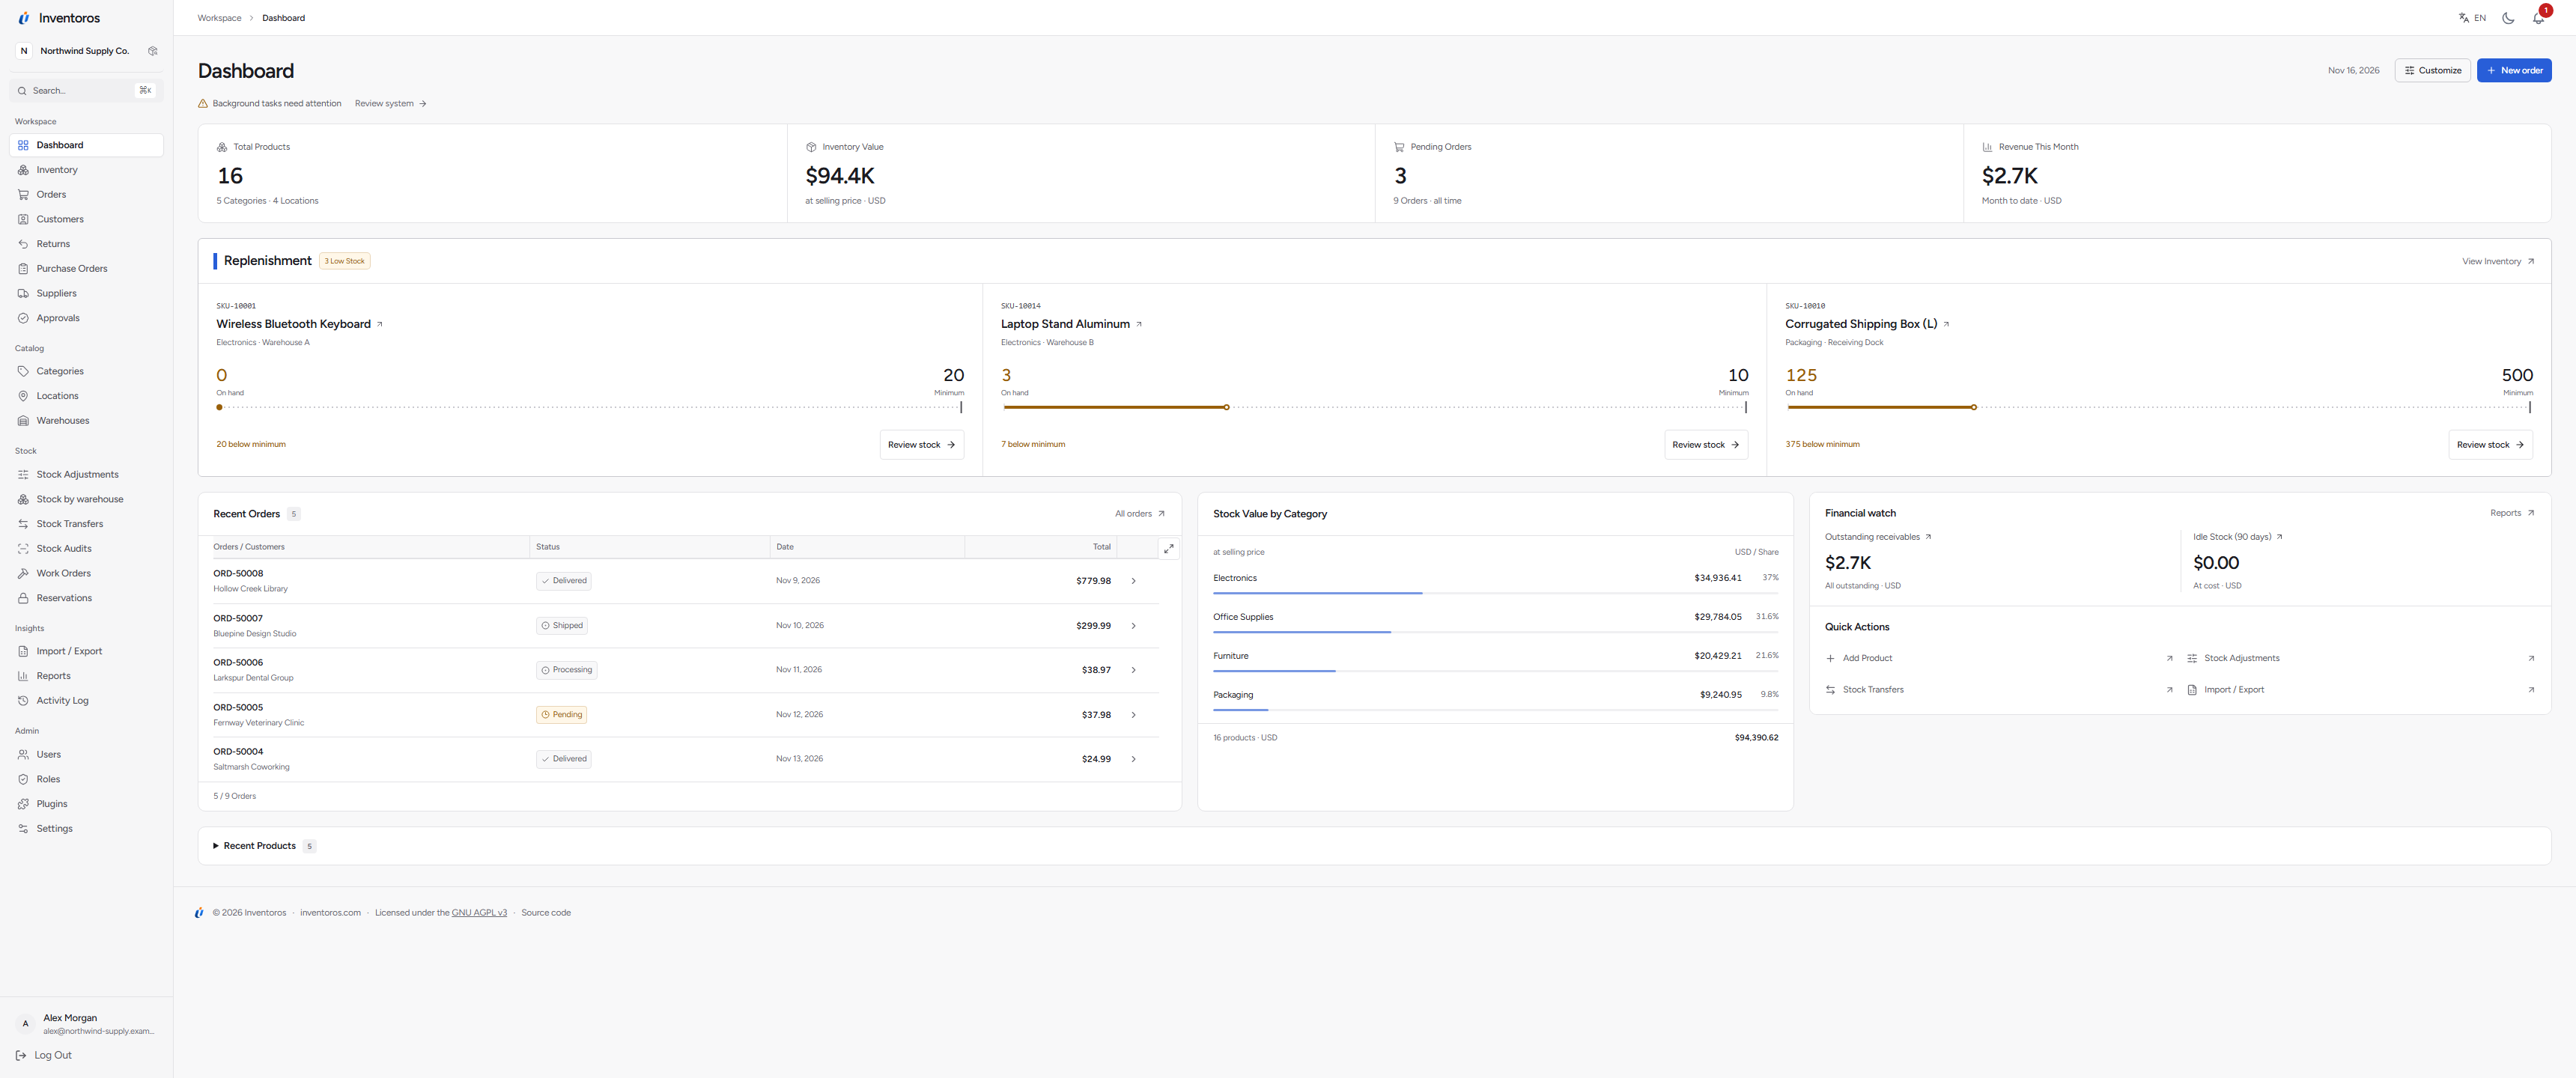 Inventoros
Northwind Supply Co.
Search...
⌘K
Workspace
Dashboard
Inventory
Orders
Customers
Returns
Purchase Orders
Suppliers
Approvals
Catalog
Categories
Locations
Warehouses
Stock
Stock Adjustments
Stock by warehouse
Stock Transfers
Stock Audits
Work Orders
Reservations
Insights
Import / Export
Reports
Activity Log
Admin
Users
Roles
Plugins
Settings
A
Alex Morgan
alex@northwind-supply.exam...
Log Out
Workspace > Dashboard
EN
1
Dashboard
Nov 16, 2026
Customize
New order
Background tasks need attention
Review system
Total Products
16
5 Categories · 4 Locations
Inventory Value
$94.4K
at selling price · USD
Pending Orders
3
9 Orders · all time
Revenue This Month
$2.7K
Month to date · USD
Replenishment
3 Low Stock
View Inventory
SKU-10001
Wireless Bluetooth Keyboard
Electronics · Warehouse A
0
20
On hand
Minimum
20 below minimum
Review stock
SKU-10014
Laptop Stand Aluminum
Electronics · Warehouse B
3
10
On hand
Minimum
7 below minimum
Review stock
SKU-10010
Corrugated Shipping Box (L)
Packaging · Receiving Dock
125
500
On hand
Minimum
375 below minimum
Review stock
Recent Orders 5
All orders
Orders / Customers Status Date Total
ORD-50008
Hollow Creek Library
Delivered
Nov 9, 2026
$779.98
ORD-50007
Bluepine Design Studio
Shipped
Nov 10, 2026
$299.99
ORD-50006
Larkspur Dental Group
Processing
Nov 11, 2026
$38.97
ORD-50005
Fernway Veterinary Clinic
Pending
Nov 12, 2026
$37.98
ORD-50004
Saltmarsh Coworking
Delivered
Nov 13, 2026
$24.99
5 / 9 Orders
Stock Value by Category
at selling price
USD / Share
Electronics $34,936.41 37%
Office Supplies $29,784.05 31.6%
Furniture $20,429.21 21.6%
Packaging $9,240.95 9.8%
16 products · USD $94,390.62
Financial watch
Reports
Outstanding receivables
$2.7K
All outstanding · USD
Idle Stock (90 days)
$0.00
At cost · USD
Quick Actions
Add Product
Stock Adjustments
Stock Transfers
Import / Export
Recent Products 5
© 2026 Inventoros · inventoros.com · Licensed under the GNU AGPL v3 · Source code